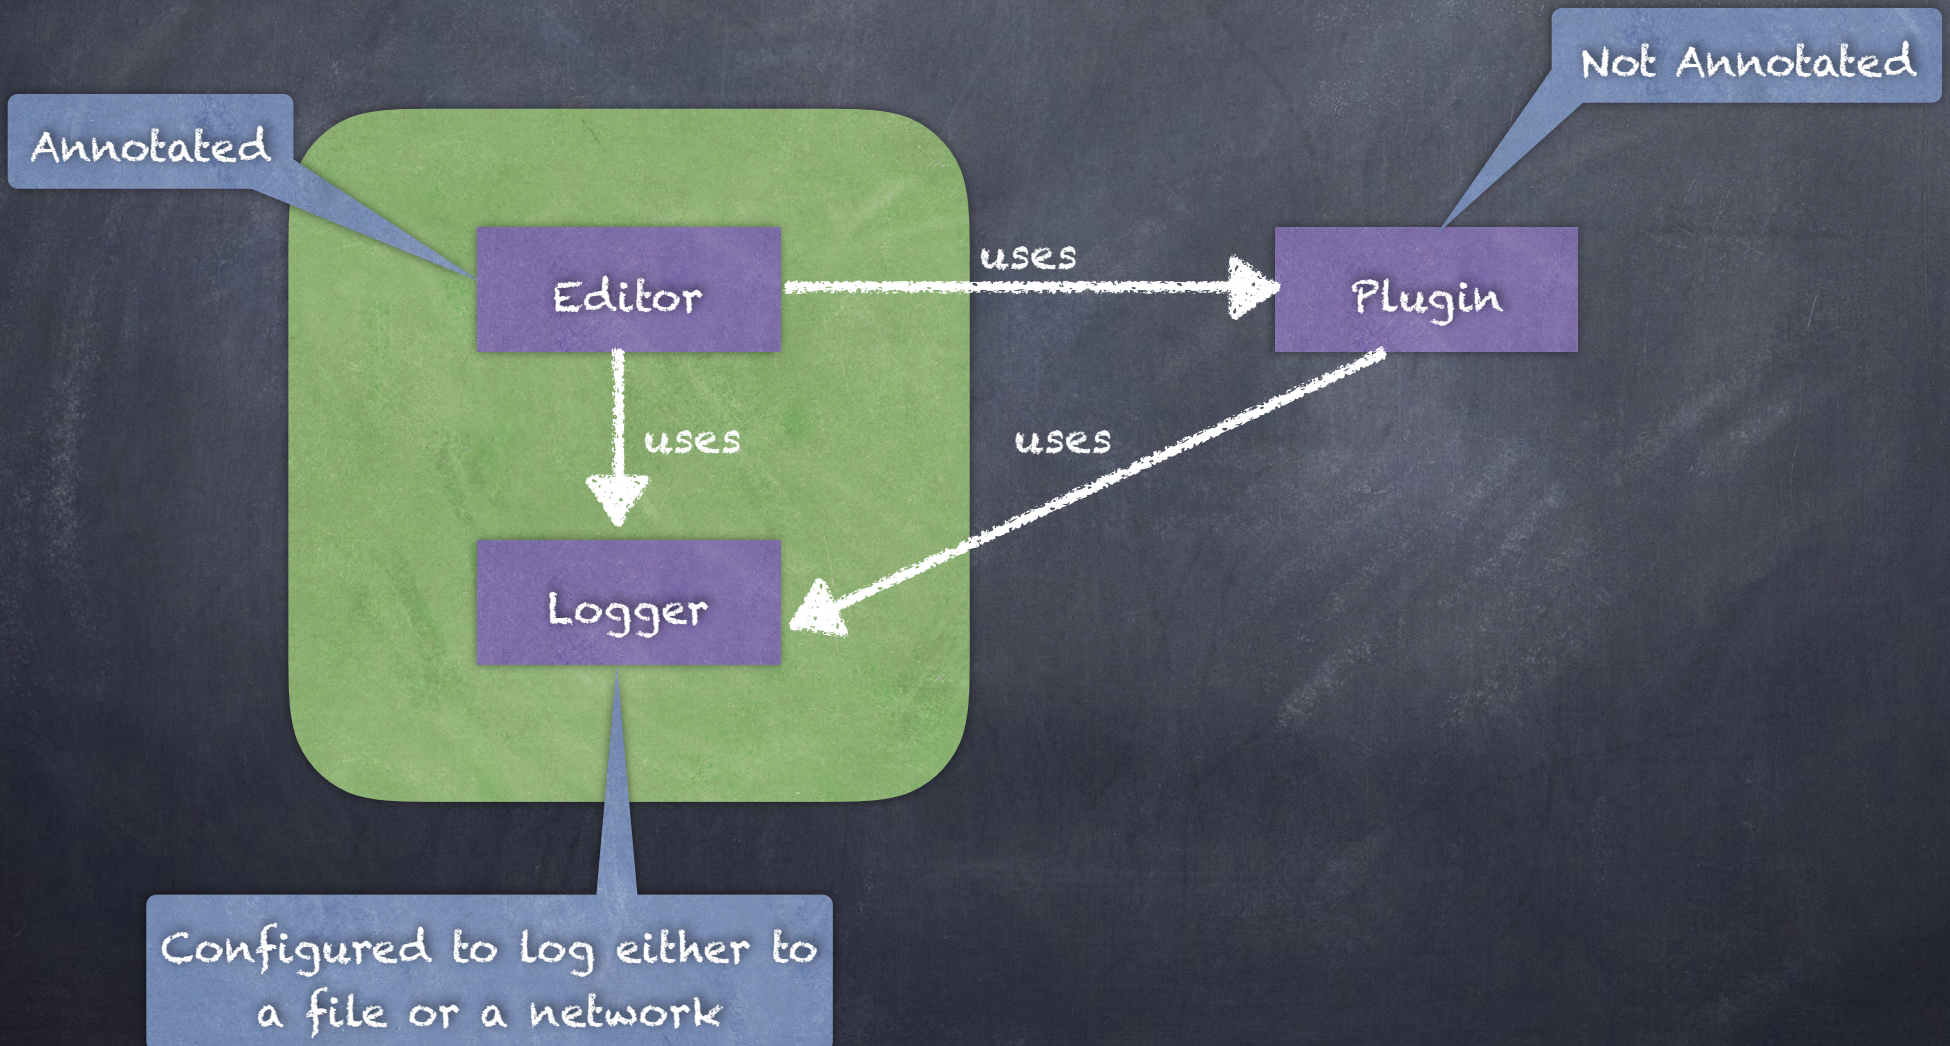 Not Annotated
Annotated
uses
Editor
Plugin
uses
uses
Logger
Configured to log either to
a file or a network